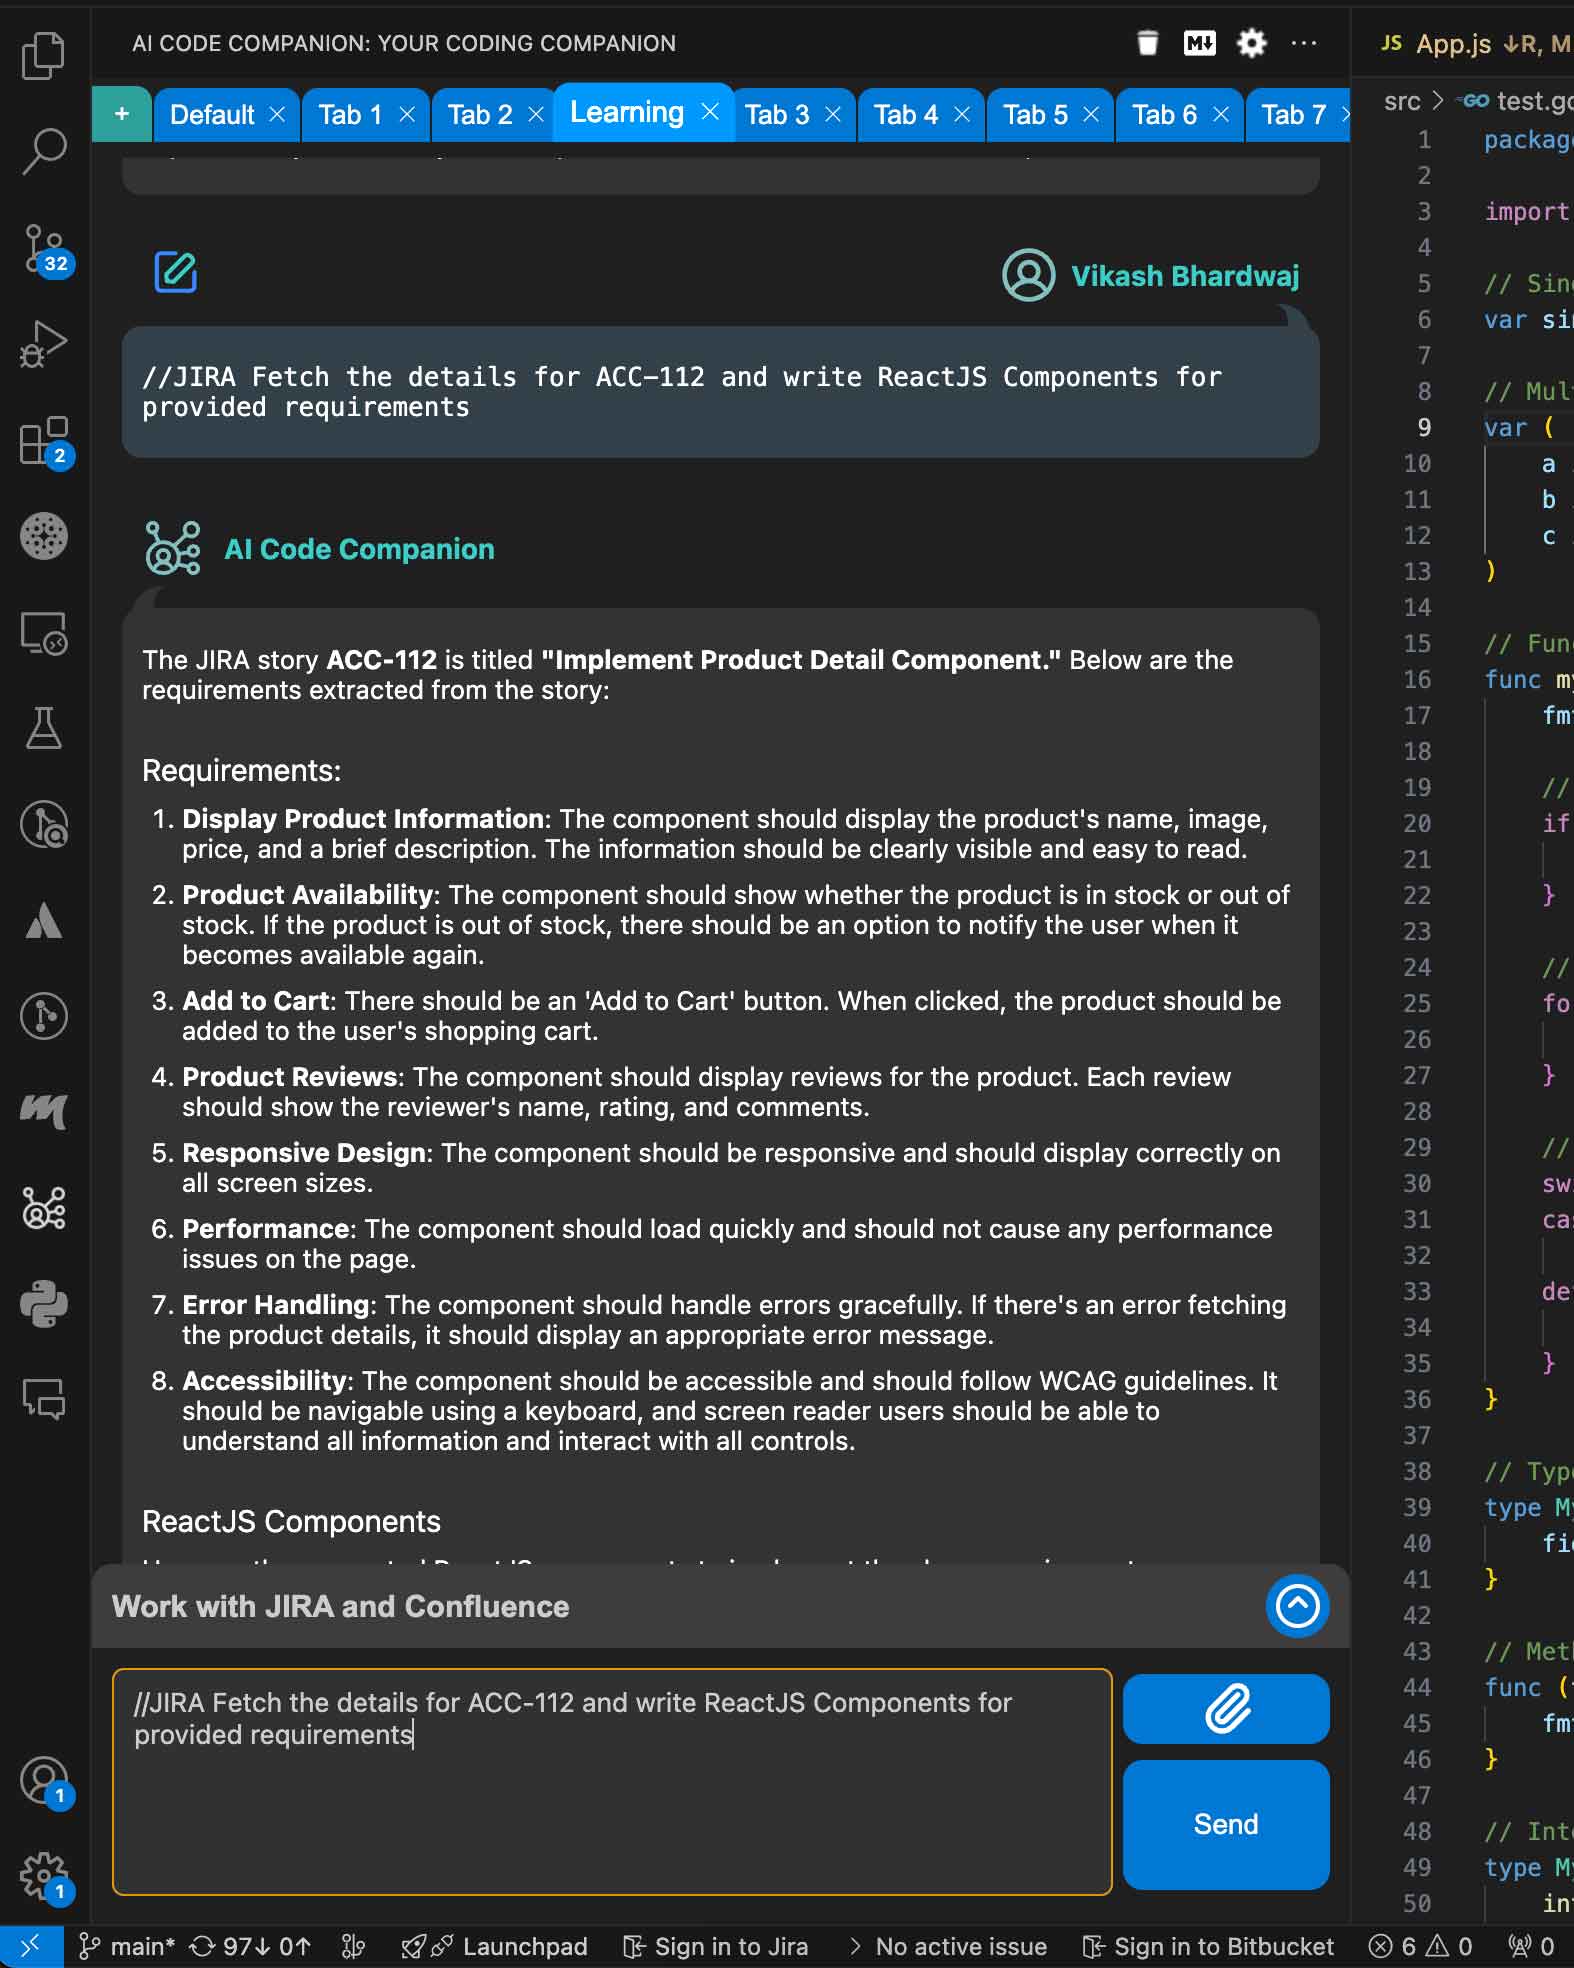 AI CODE COMPANION: YOUR CODING COMPANION
M↓
···
JS App.js ↓R, M
+
Default ×
Tab 1 ×
Tab 2 ×
Learning ×
Tab 3 ×
Tab 4 ×
Tab 5 ×
Tab 6 ×
Tab 7 ×
src > GO test.go
Vikash Bhardwaj
//JIRA Fetch the details for ACC-112 and write ReactJS Components for
provided requirements
AI Code Companion
The JIRA story ACC-112 is titled "Implement Product Detail Component." Below are the
requirements extracted from the story:
Requirements:
1. Display Product Information: The component should display the product's name, image,
price, and a brief description. The information should be clearly visible and easy to read.
2. Product Availability: The component should show whether the product is in stock or out of
stock. If the product is out of stock, there should be an option to notify the user when it
becomes available again.
3. Add to Cart: There should be an 'Add to Cart' button. When clicked, the product should be
added to the user's shopping cart.
4. Product Reviews: The component should display reviews for the product. Each review
should show the reviewer's name, rating, and comments.
5. Responsive Design: The component should be responsive and should display correctly on
all screen sizes.
6. Performance: The component should load quickly and should not cause any performance
issues on the page.
7. Error Handling: The component should handle errors gracefully. If there's an error fetching
the product details, it should display an appropriate error message.
8. Accessibility: The component should be accessible and should follow WCAG guidelines. It
should be navigable using a keyboard, and screen reader users should be able to
understand all information and interact with all controls.
ReactJS Components
Work with JIRA and Confluence
//JIRA Fetch the details for ACC-112 and write ReactJS Components for
provided requirements
Send
32
2
1
1
1 package
2
3 import
4
5 // Sin
6 var si
7
8 // Mul
9 var (
10 a
11 b
12 c
13 )
14
15 // Fun
16 func m
17 fm
18
19 //
20 if
21
22 }
23
24 //
25 fo
26
27 }
28
29 //
30 sw
31 ca
32
33 de
34
35 }
36 }
37
38 // Typ
39 type M
40 fi
41 }
42
43 // Met
44 func (
45 fm
46 }
47
48 // Int
49 type M
50 in
main* 97↓ 0↑ Launchpad Sign in to Jira > No active issue Sign in to Bitbucket 6 0 0